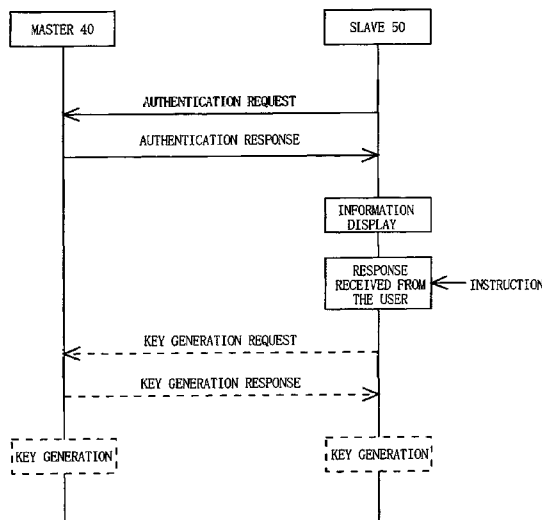 MASTER 40
SLAVE 50
AUTHENTICATION REQUEST
AUTHENTICATION RESPONSE
INFORMATION
DISPLAY
RESPONSE
RECEIVED FROM
THE USER
INSTRUCTION
KEY GENERATION REQUEST
KEY GENERATION RESPONSE
KEY GENERATION
KEY GENERATION